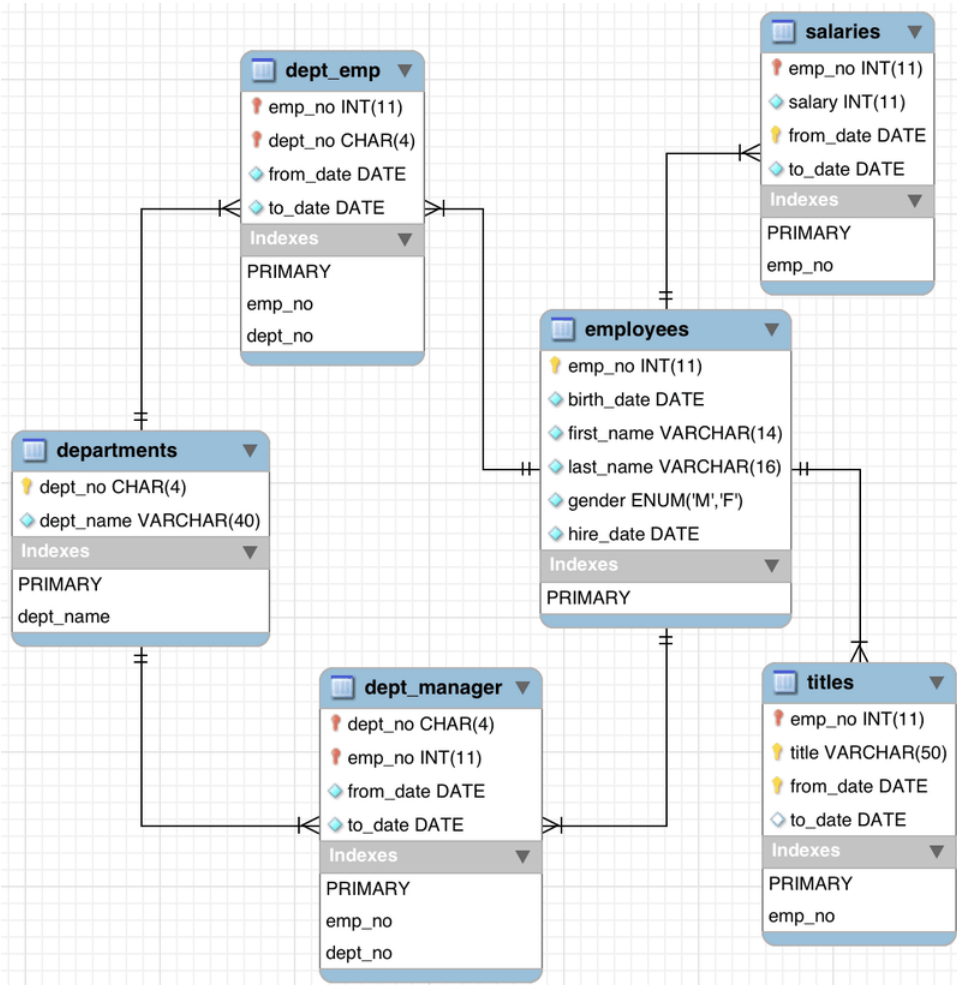 dept_emp
emp_no INT(11)
dept_no CHAR(4)
from_date DATE
to_date DATE
Indexes
PRIMARY
emp_no
dept_no
salaries
emp_no INT(11)
salary INT(11)
from_date DATE
to_date DATE
Indexes
PRIMARY
emp_no
employees
emp_no INT(11)
birth_date DATE
first_name VARCHAR(14)
last_name VARCHAR(16)
gender ENUM('M','F')
hire_date DATE
Indexes
PRIMARY
departments
dept_no CHAR(4)
dept_name VARCHAR(40)
Indexes
PRIMARY
dept_name
dept_manager
dept_no CHAR(4)
emp_no INT(11)
from_date DATE
to_date DATE
Indexes
PRIMARY
emp_no
dept_no
titles
emp_no INT(11)
title VARCHAR(50)
from_date DATE
to_date DATE
Indexes
PRIMARY
emp_no